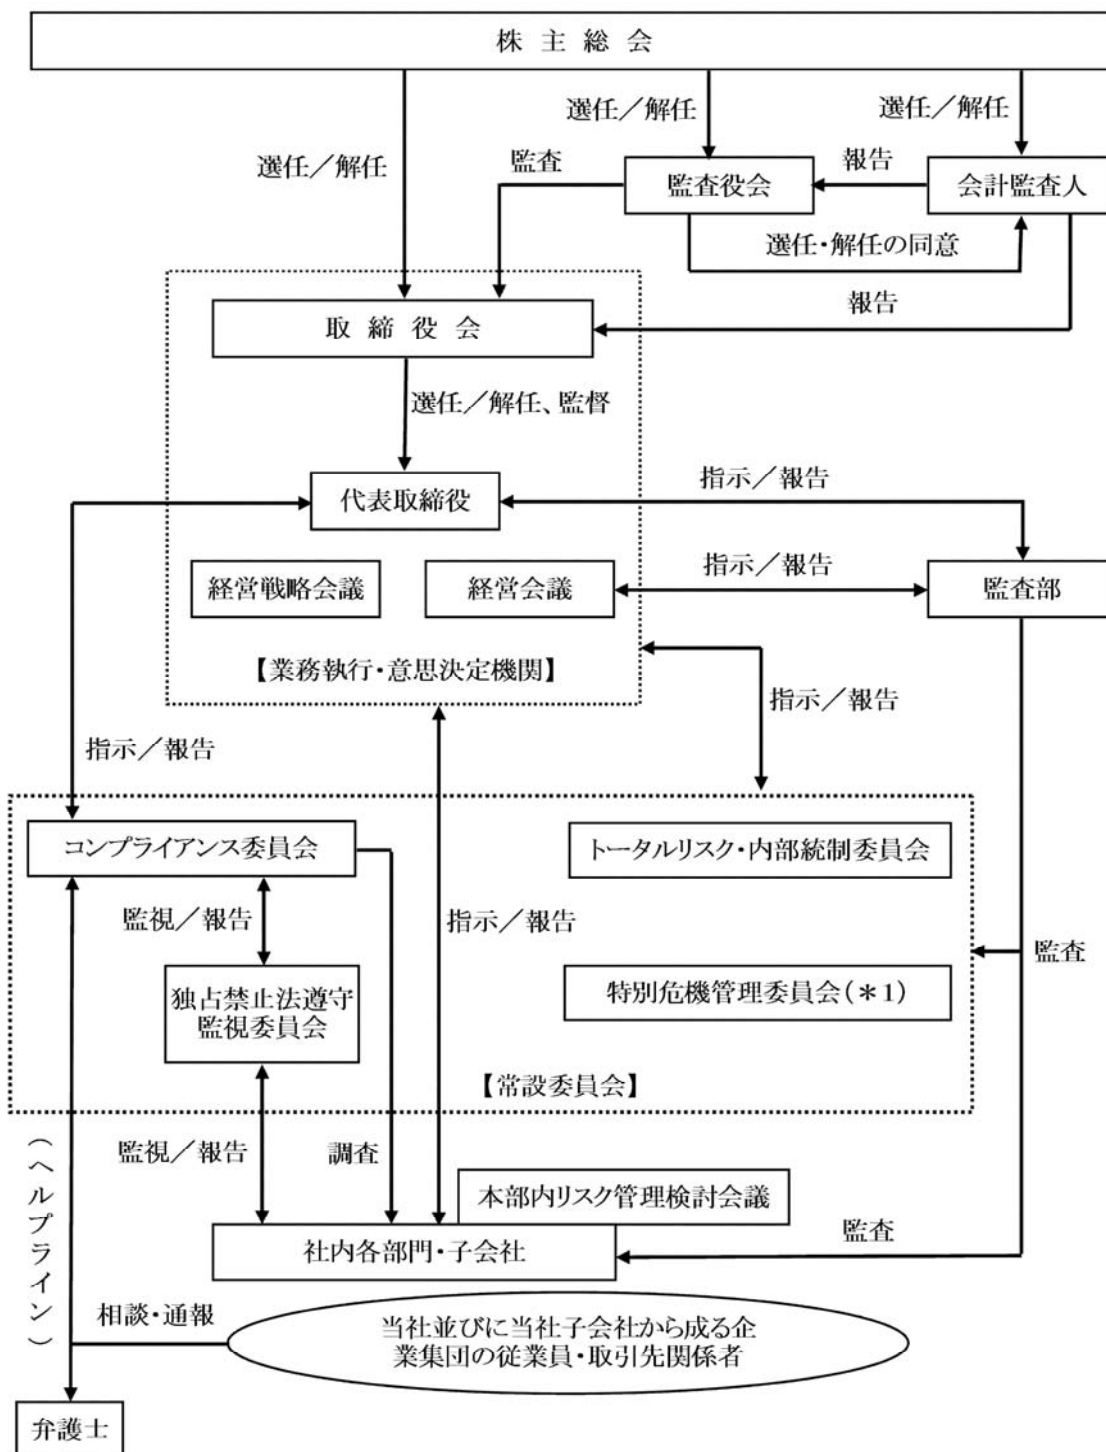 株主総会
選任／解任
選任／解任
選任／解任
監査
監査役会
報告
会計監査人
選任・解任の同意
報告
取締役会
選任／解任、監督
代表取締役
指示／報告
経営戦略会議
経営会議
指示／報告
監査部
【業務執行・意思決定機関】
指示／報告
指示／報告
コンプライアンス委員会
トータルリスク・内部統制委員会
監視／報告
指示／報告
監査
独占禁止法遵守
監視委員会
特別危機管理委員会(＊1)
【常設委員会】
（ヘルプライン）
監視／報告
調査
本部内リスク管理検討会議
社内各部門・子会社
監査
相談・通報
当社並びに当社子会社から成る企
業集団の従業員・取引先関係者
弁護士